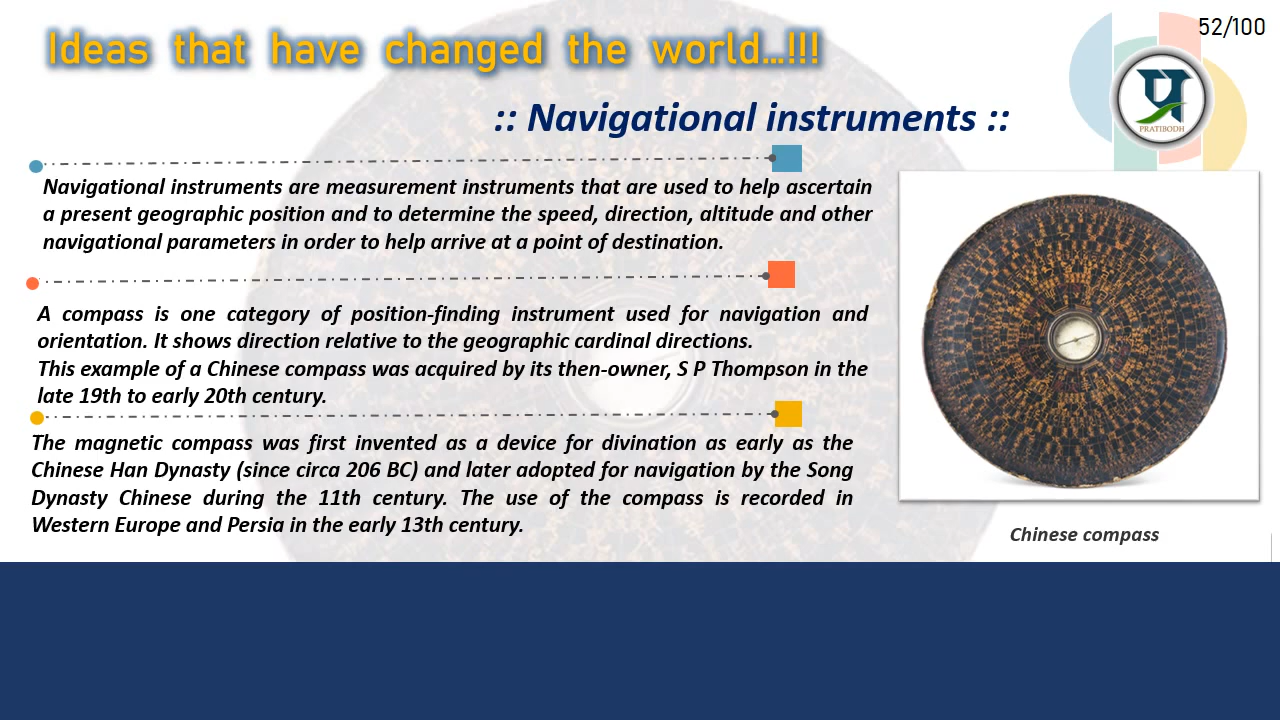 Ideas that have changed the world...!!!
52/100
प्र
PRATIBODH
:: Navigational instruments ::
Navigational instruments are measurement instruments that are used to help ascertain
a present geographic position and to determine the speed, direction, altitude and other
navigational parameters in order to help arrive at a point of destination.
A compass is one category of position-finding instrument used for navigation and
orientation. It shows direction relative to the geographic cardinal directions.
This example of a Chinese compass was acquired by its then-owner, S P Thompson in the
late 19th to early 20th century.
The magnetic compass was first invented as a device for divination as early as the
Chinese Han Dynasty (since circa 206 BC) and later adopted for navigation by the Song
Dynasty Chinese during the 11th century. The use of the compass is recorded in
Western Europe and Persia in the early 13th century.
Chinese compass